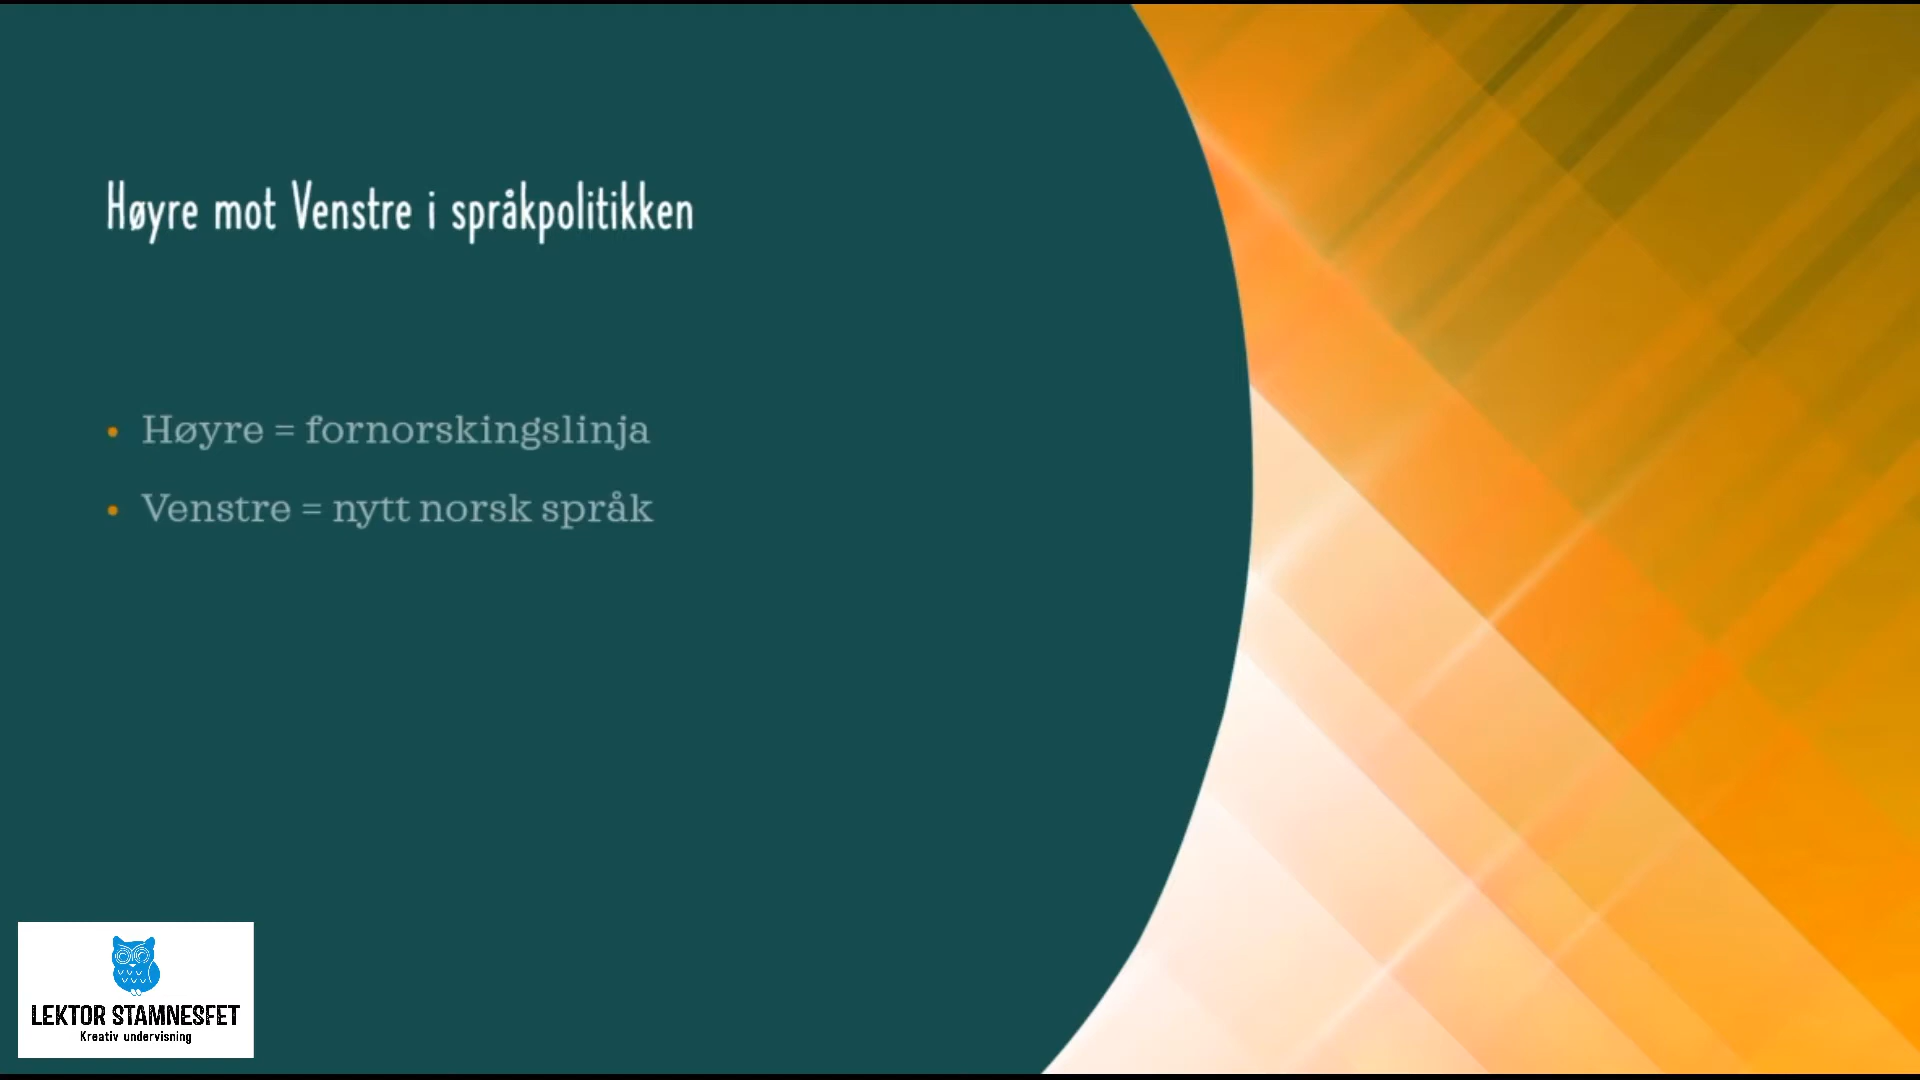 Høyre mot Venstre i språkpolitikken
• Høyre = fornorskingslinja
• Venstre = nytt norsk språk
LEKTOR STAMNESFET
Kreativ undervisning